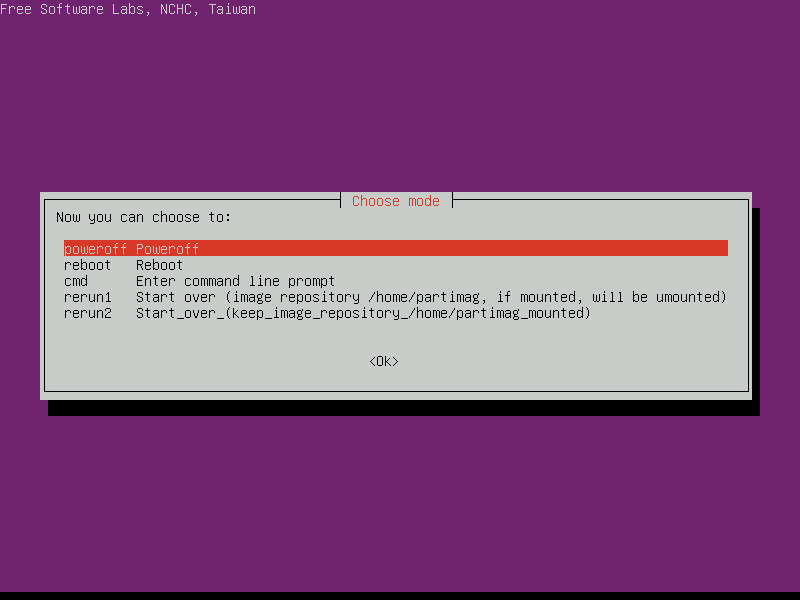 Free Software Labs, NCHC, Taiwan
Choose mode
Now you can choose to:
poweroff Poweroff
reboot Reboot
cmd Enter command line prompt
rerun1 Start over (image repository /home/partimag, if mounted, will be umounted)
rerun2 Start_over_(keep_image_repository_/home/partimag_mounted)
<Ok>